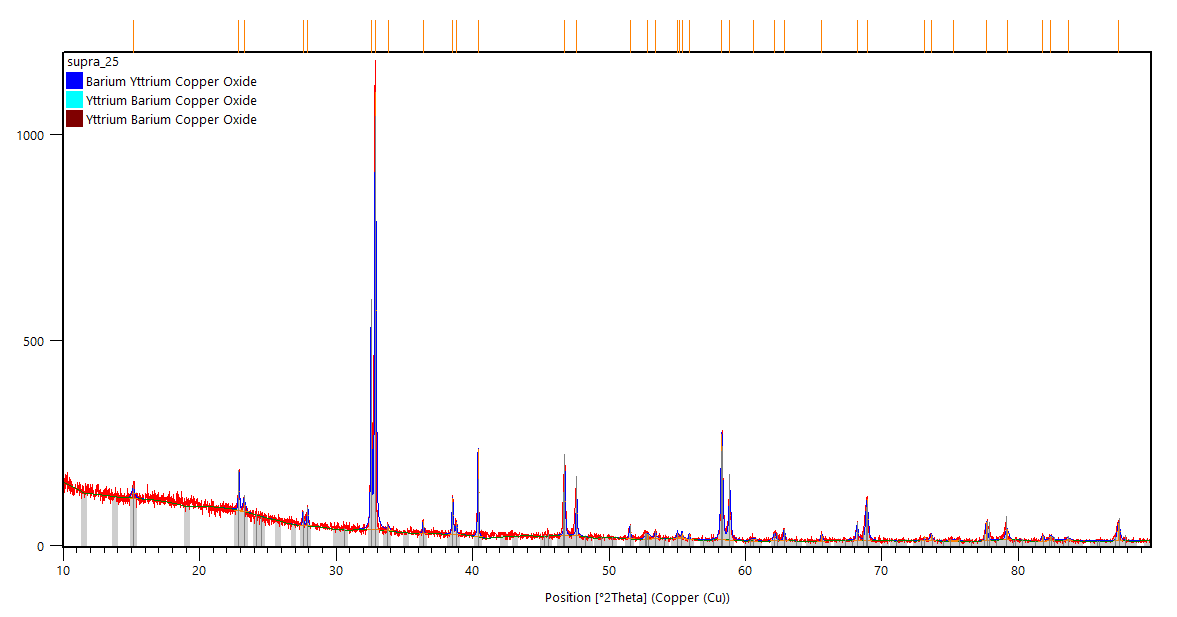 supra_25
Barium Yttrium Copper Oxide
Yttrium Barium Copper Oxide
Yttrium Barium Copper Oxide
1000
500
0
10 20 30 40 50 60 70 80
Position [°2Theta] (Copper (Cu))